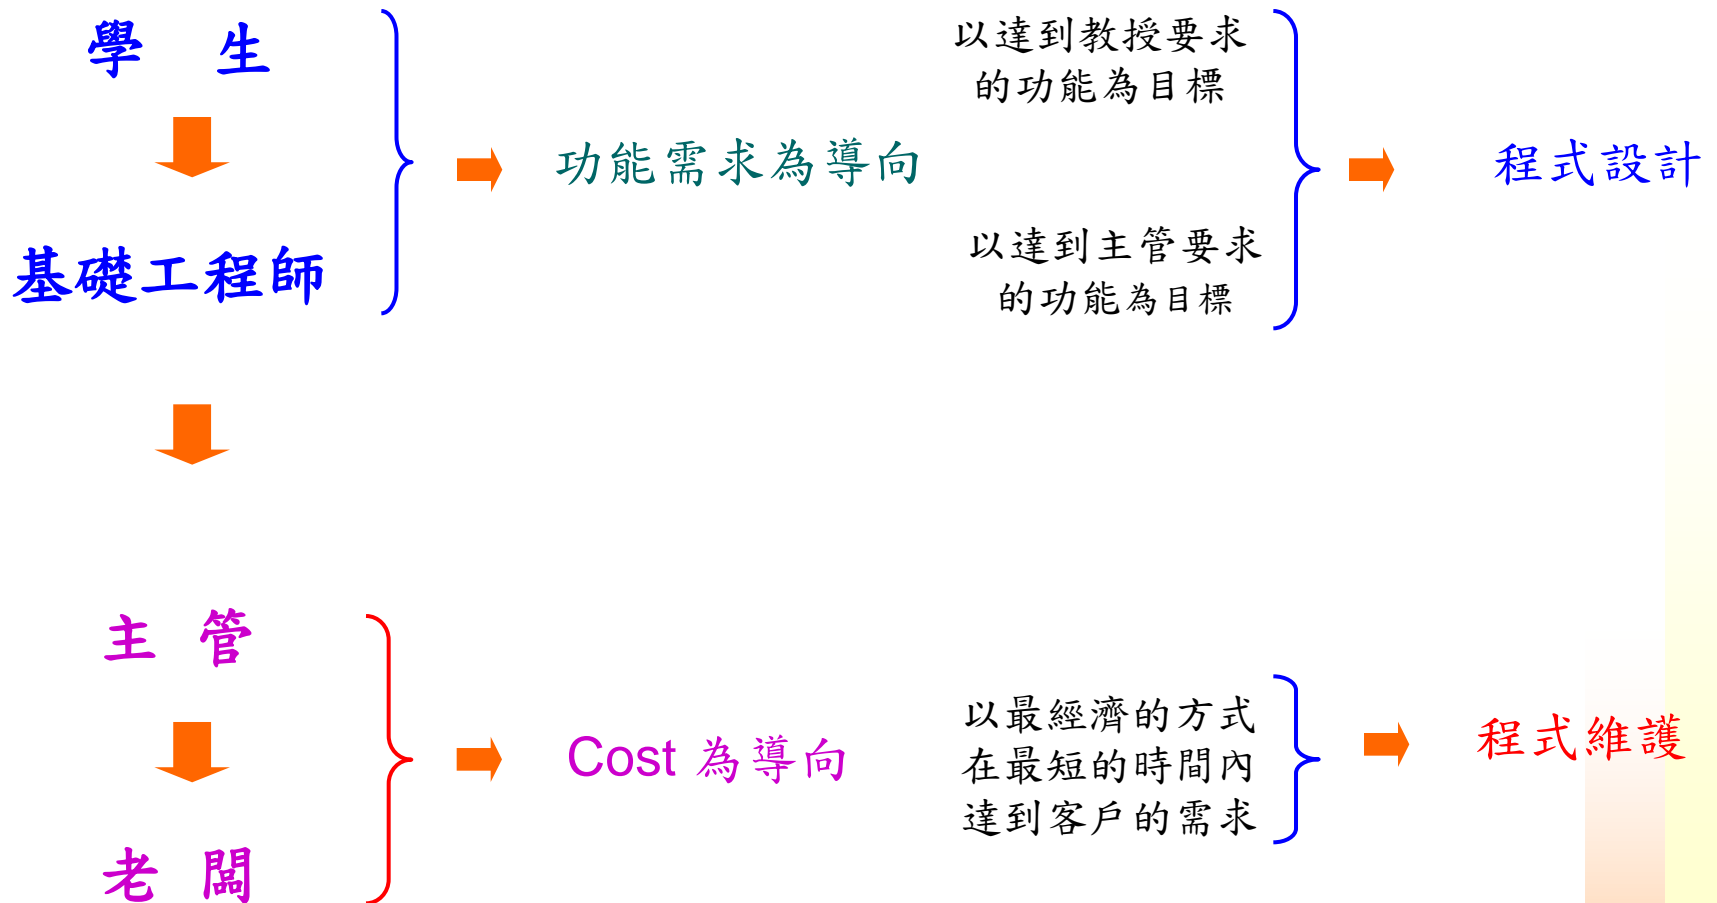 學 生
基礎工程師
功能需求為導向
以達到教授要求
的功能為目標
以達到主管要求
的功能為目標
程式設計
主 管
老 闆
Cost 為導向
以最經濟的方式
在最短的時間內
達到客戶的需求
程式維護